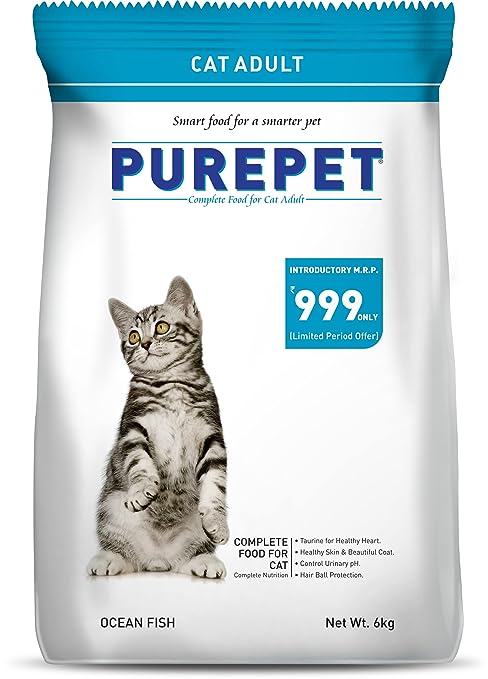 CAT ADULT
Smart food for a smarter pet
PUREPET®
Complete Food for Cat Adult
INTRODUCTORY M.R.P.
₹999 ONLY
(Limited Period Offer)
COMPLETE
FOOD FOR
CAT
Complete Nutrition
• Taurine for Healthy Heart.
• Healthy Skin & Beautiful Coat.
• Control Urinary pH.
• Hair Ball Protection.
OCEAN FISH
Net Wt. 6kg